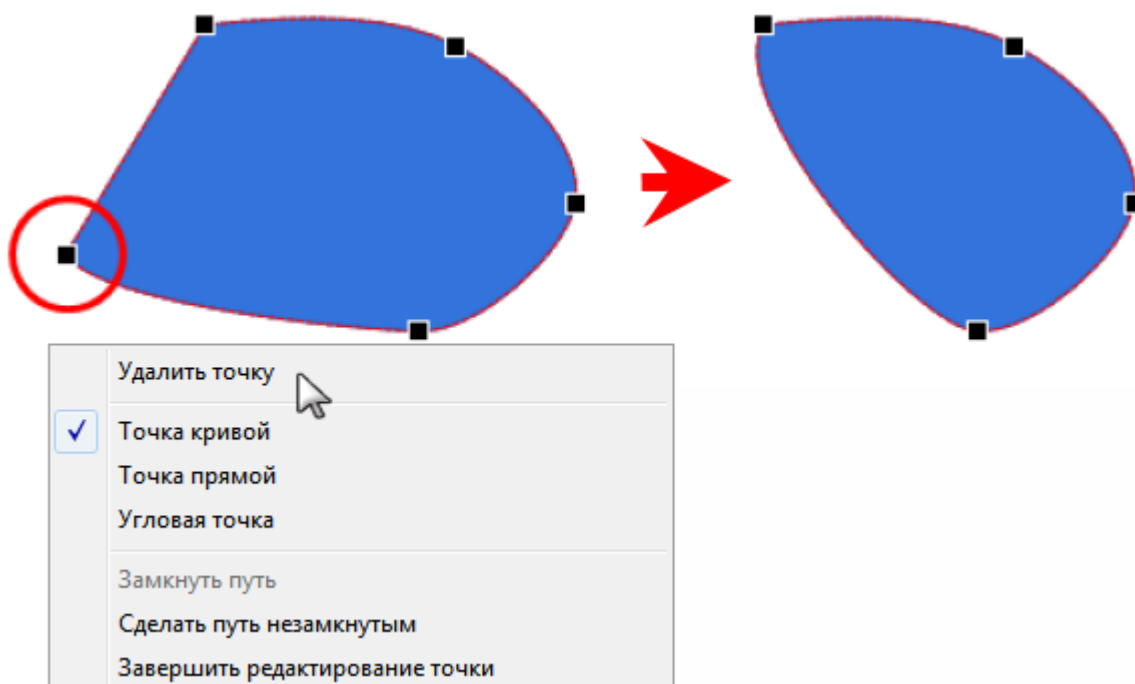 Удалить точку
Точка кривой
Точка прямой
Угловая точка
Замкнуть путь
Сделать путь незамкнутым
Завершить редактирование точки